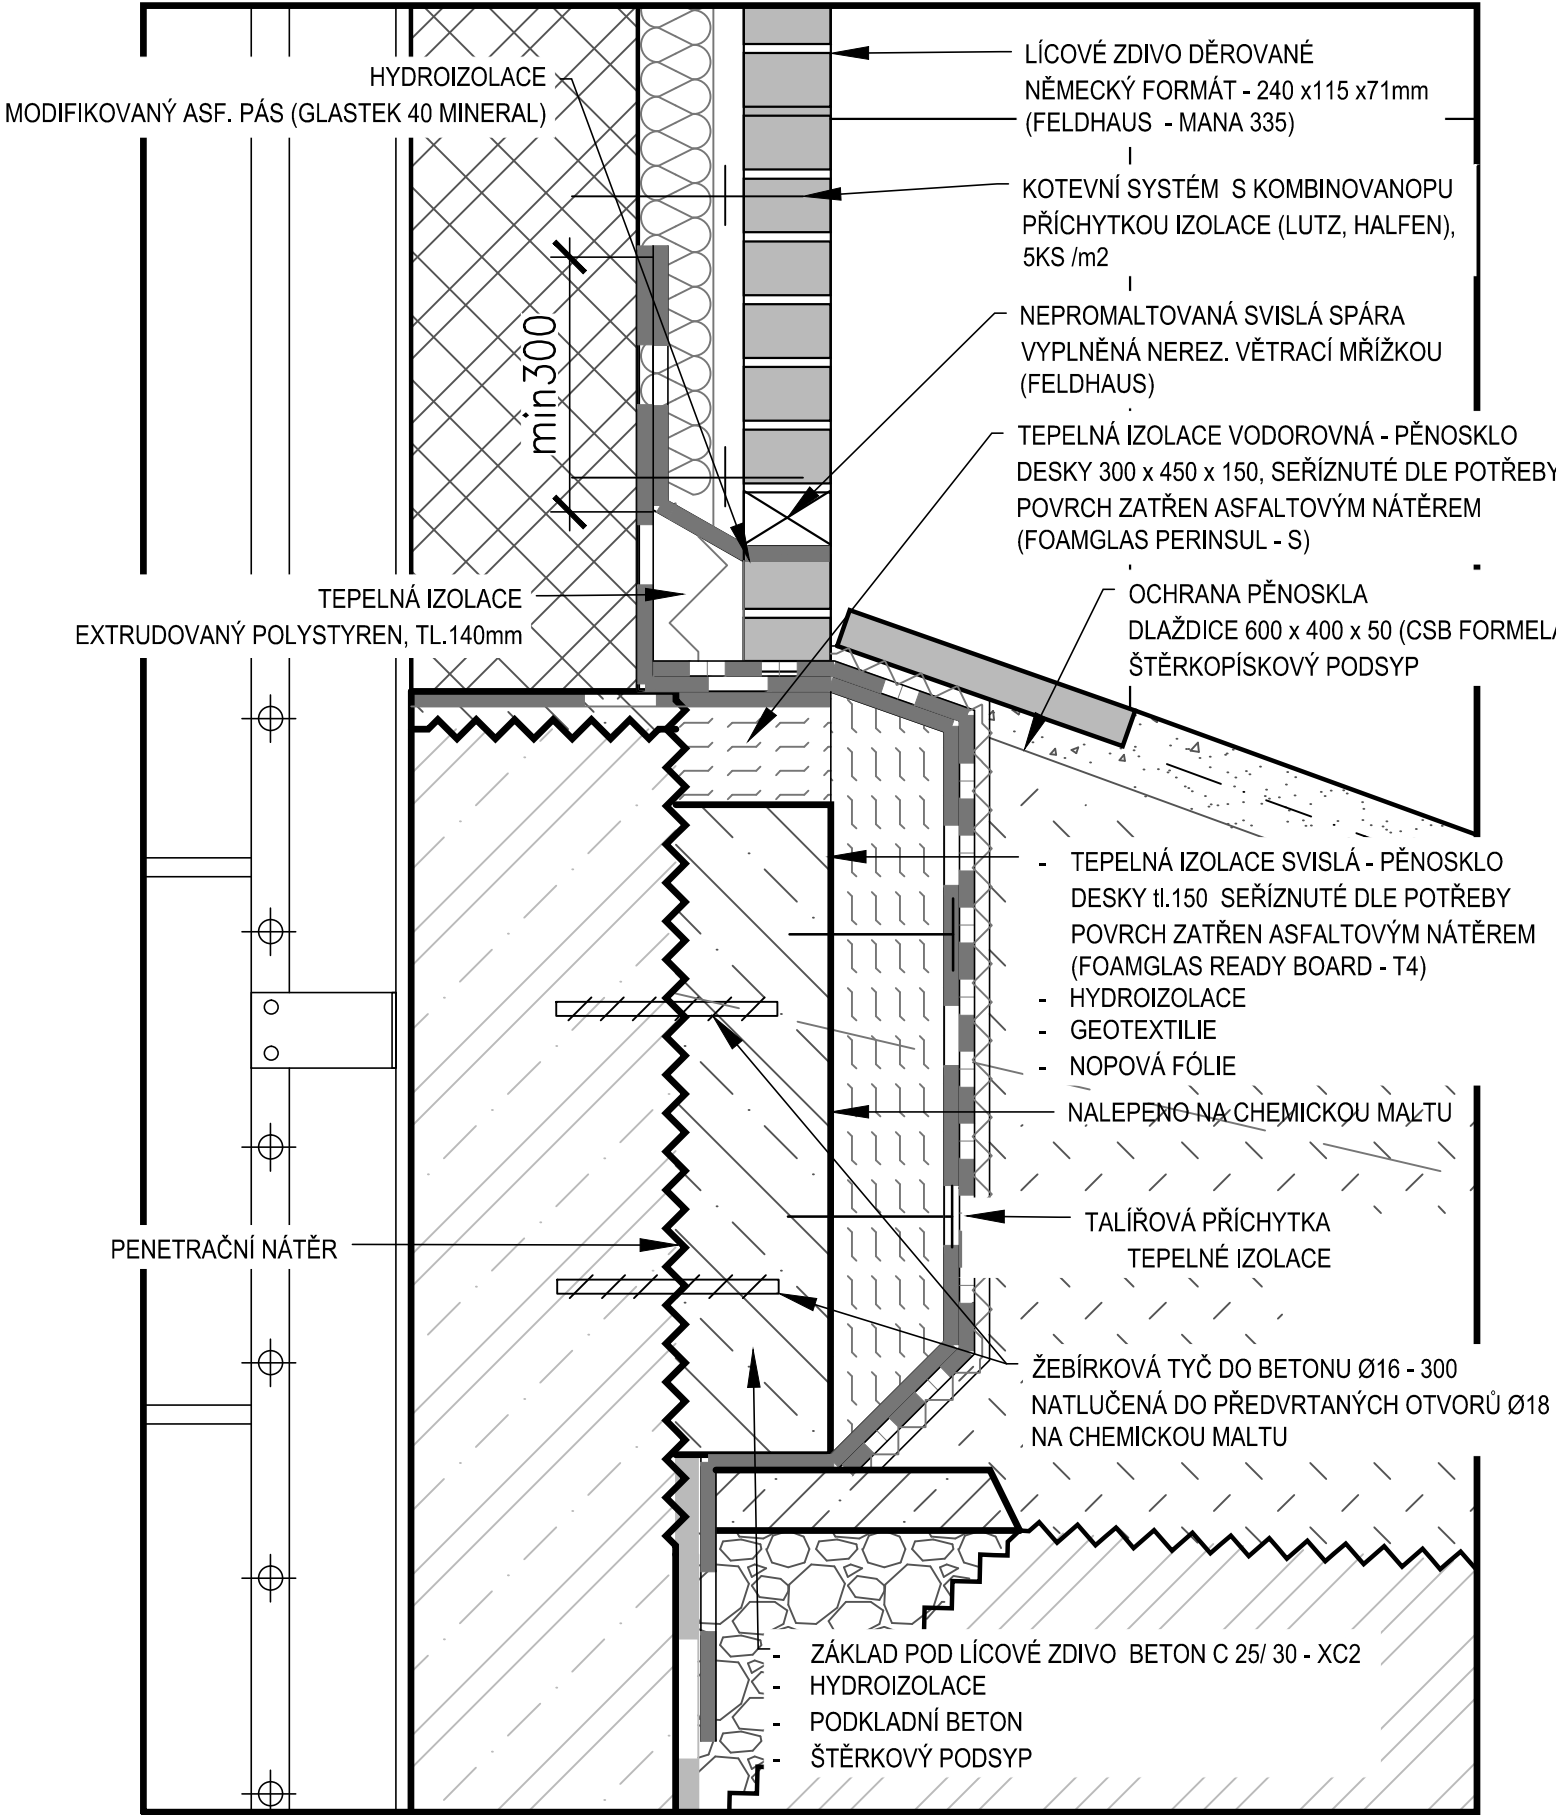 HYDROIZOLACE
MODIFIKOVANÝ ASF. PÁS (GLASTEK 40 MINERAL)
LÍCOVÉ ZDIVO DĚROVANÉ
NĚMECKÝ FORMÁT - 240 x115 x71mm
(FELDHAUS - MANA 335)
KOTEVNÍ SYSTÉM S KOMBINOVANOPU
PŘÍCHYTKOU IZOLACE (LUTZ, HALFEN),
5KS /m2
NEPROMALTOVANÁ SVISLÁ SPÁRA
VYPLNĚNÁ NEREZ. VĚTRACÍ MŘÍŽKOU
(FELDHAUS)
min300
TEPELNÁ IZOLACE VODOROVNÁ - PĚNOSKLO
DESKY 300 x 450 x 150, SEŘÍZNUTÉ DLE POTŘEBY
POVRCH ZATŘEN ASFALTOVÝM NÁTĚREM
(FOAMGLAS PERINSUL - S)
TEPELNÁ IZOLACE
EXTRUDOVANÝ POLYSTYREN, TL.140mm
OCHRANA PĚNOSKLA
DLAŽDICE 600 x 400 x 50 (CSB FORMELA
ŠTĚRKOPÍSKOVÝ PODSYP
- TEPELNÁ IZOLACE SVISLÁ - PĚNOSKLO
DESKY tl.150 SEŘÍZNUTÉ DLE POTŘEBY
POVRCH ZATŘEN ASFALTOVÝM NÁTĚREM
(FOAMGLAS READY BOARD - T4)
- HYDROIZOLACE
- GEOTEXTILIE
- NOPOVÁ FÓLIE
NALEPENO NA CHEMICKOU MALTU
TALÍŘOVÁ PŘÍCHYTKA
TEPELNÉ IZOLACE
PENETRAČNÍ NÁTĚR
ŽEBÍRKOVÁ TYČ DO BETONU Ø16 - 300
NATLUČENÁ DO PŘEDVRTANÝCH OTVORŮ Ø18
NA CHEMICKOU MALTU
- ZÁKLAD POD LÍCOVÉ ZDIVO BETON C 25/ 30 - XC2
- HYDROIZOLACE
- PODKLADNÍ BETON
- ŠTĚRKOVÝ PODSYP